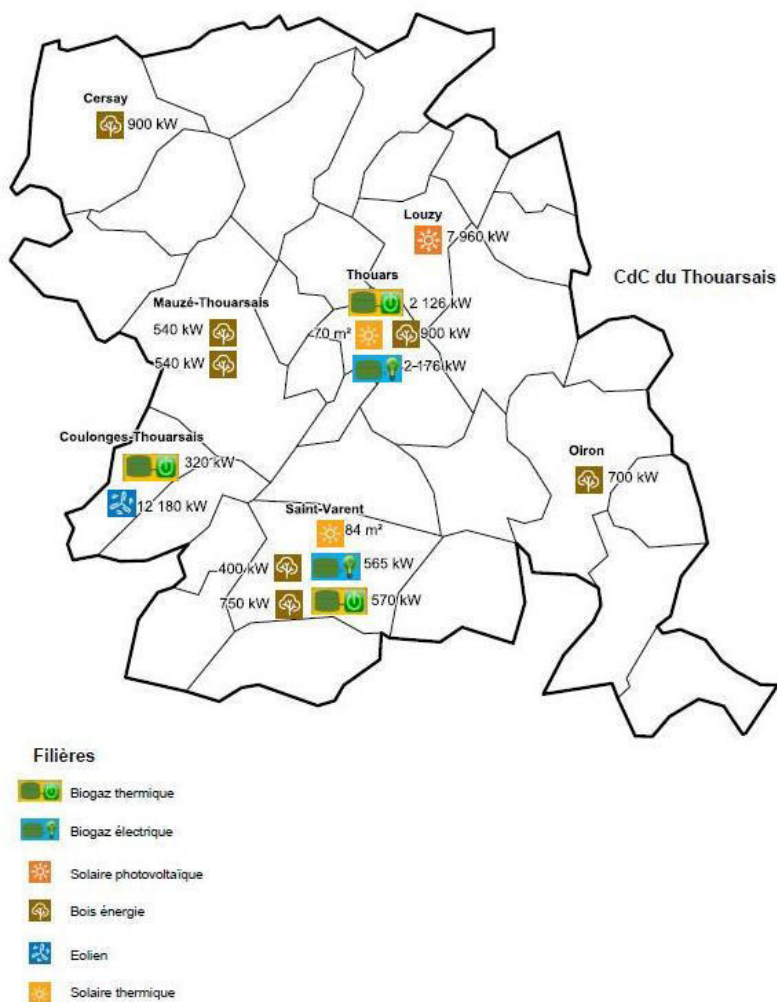 Cersay
900 kW
Louzy
7 960 kW
CdC du Thouarsais
Thouars
2 126 kW
Mauzé-Thouarsais
540 kW
70 m²
900 kW
540 kW
2 176 kW
Coulonges-Thouarsais
320 kW
Oiron
700 kW
12 180 kW
Saint-Varent
84 m²
400 kW
565 kW
750 kW
570 kW
Filières
Biogaz thermique
Biogaz électrique
Solaire photovoltaïque
Bois énergie
Eolien
Solaire thermique